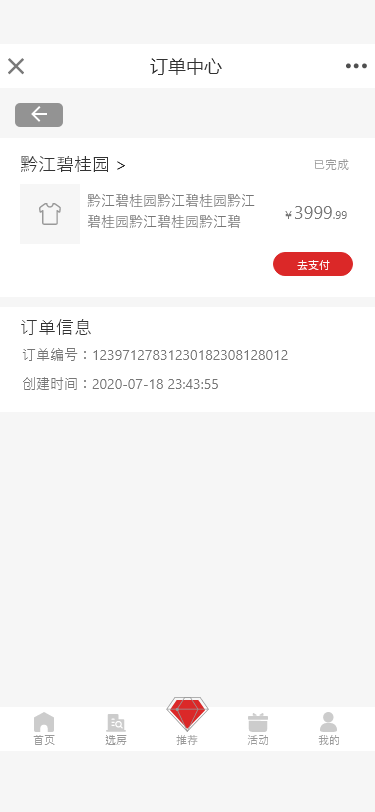 订单中心
黔江碧桂园 >
已完成
黔江碧桂园黔江碧桂园黔江
碧桂园黔江碧桂园黔江碧
¥3999.99
去支付
订单信息
订单编号：12397127831230182308128012
创建时间：2020-07-18 23:43:55
首页
选房
推荐
活动
我的